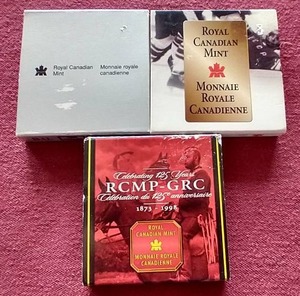 Royal Canadian Mint
Monnaie royale canadienne
ROYAL
CANADIAN
MINT
MONNAIE
ROYALE
CANADIENNE
Celebrating 125 Years
RCMP-GRC
Célébration du 125e anniversaire
1873 1998
ROYAL
CANADIAN MINT
MONNAIE ROYALE
CANADIENNE